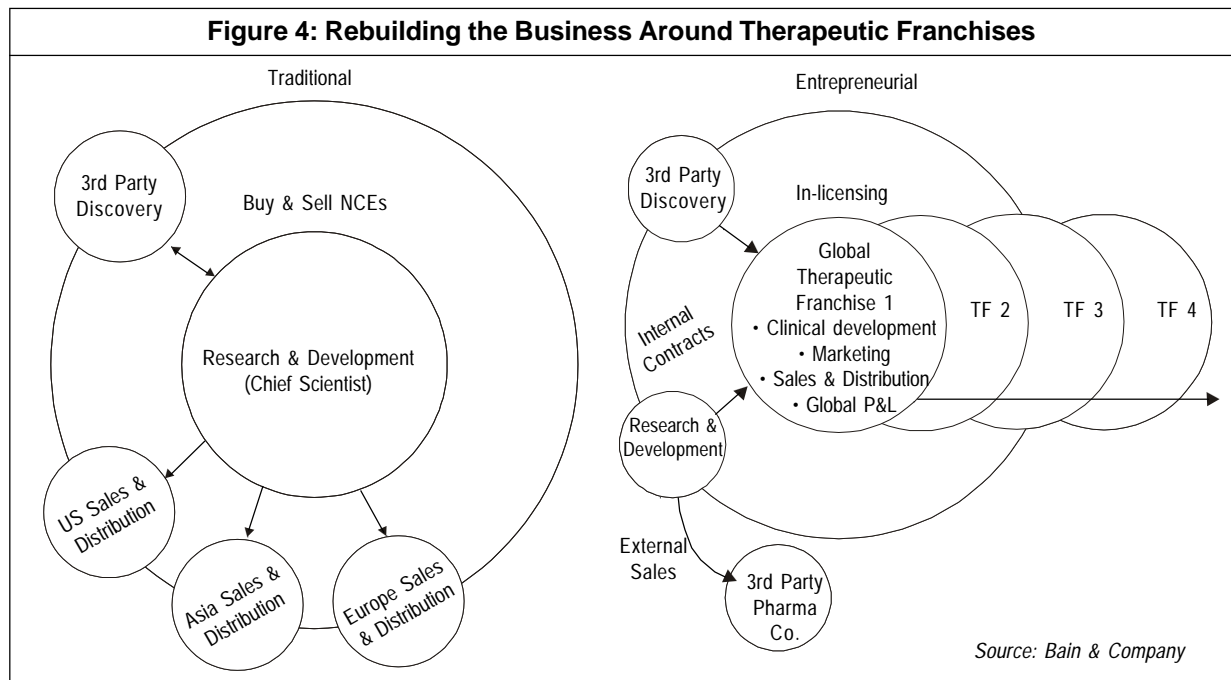 Figure 4: Rebuilding the Business Around Therapeutic Franchises
Traditional
3rd Party
Discovery
Buy & Sell NCEs
Research & Development
(Chief Scientist)
US Sales &
Distribution
Asia Sales &
Distribution
Europe Sales
& Distribution
Entrepreneurial
3rd Party
Discovery
In-licensing
Global
Therapeutic
Franchise 1
• Clinical development
• Marketing
• Sales & Distribution
• Global P&L
TF 2
TF 3
TF 4
Internal
Contracts
Research &
Development
External
Sales
3rd Party
Pharma
Co.
Source: Bain & Company